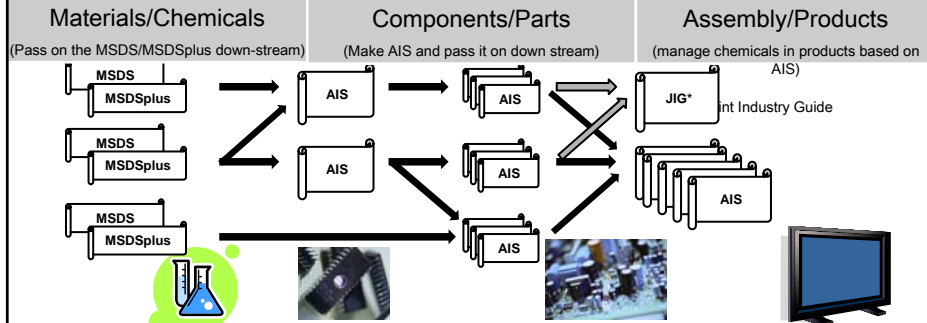 Materials/Chemicals
(Pass on the MSDS/MSDSplus down-stream)
Components/Parts
(Make AIS and pass it on down stream)
Assembly/Products
(manage chemicals in products based on
AIS)
MSDS
MSDSplus
MSDS
MSDSplus
MSDS
MSDSplus
AIS
AIS
AIS
AIS
AIS
JIG*
int Industry Guide
AIS